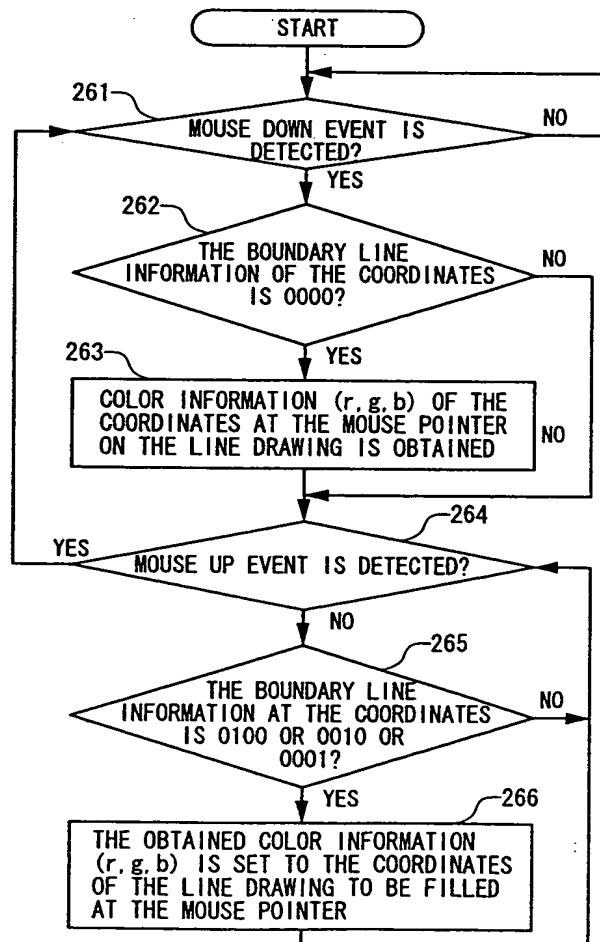 START
261
MOUSE DOWN EVENT IS
DETECTED?
NO
YES
262
THE BOUNDARY LINE
INFORMATION OF THE COORDINATES
IS 0000?
NO
YES
263
COLOR INFORMATION (r, g, b) OF THE
COORDINATES AT THE MOUSE POINTER
ON THE LINE DRAWING IS OBTAINED
NO
264
YES
MOUSE UP EVENT IS DETECTED?
NO
265
THE BOUNDARY LINE
INFORMATION AT THE COORDINATES
IS 0100 OR 0010 OR
0001?
NO
YES
266
THE OBTAINED COLOR INFORMATION
(r, g, b) IS SET TO THE COORDINATES
OF THE LINE DRAWING TO BE FILLED
AT THE MOUSE POINTER